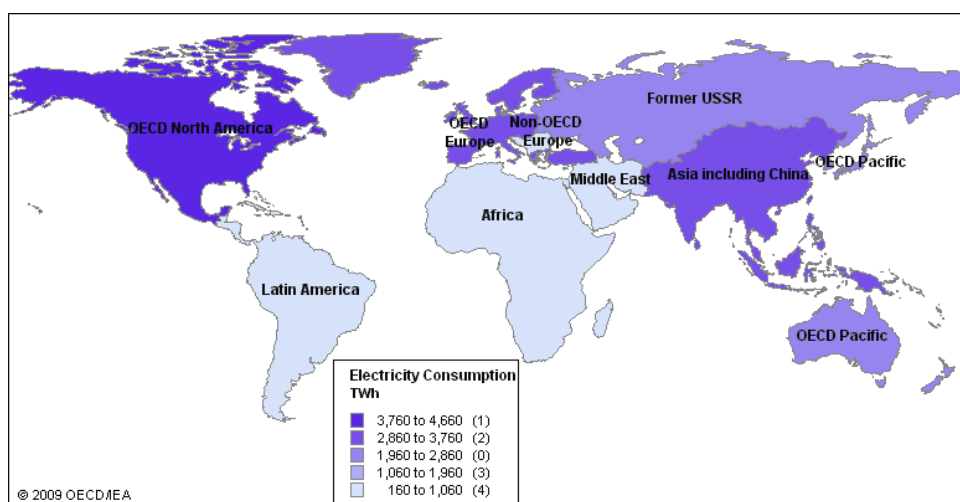 Former USSR
OECD North America
OECD
Europe
Non-OECD
Europe
OECD Pacific
Middle East
Asia including China
Africa
Latin America
OECD Pacific
Electricity Consumption
TWh
3,760 to 4,660 (1)
2,860 to 3,760 (2)
1,960 to 2,860 (0)
1,060 to 1,960 (3)
160 to 1,060 (4)
© 2009 OECD/IEA